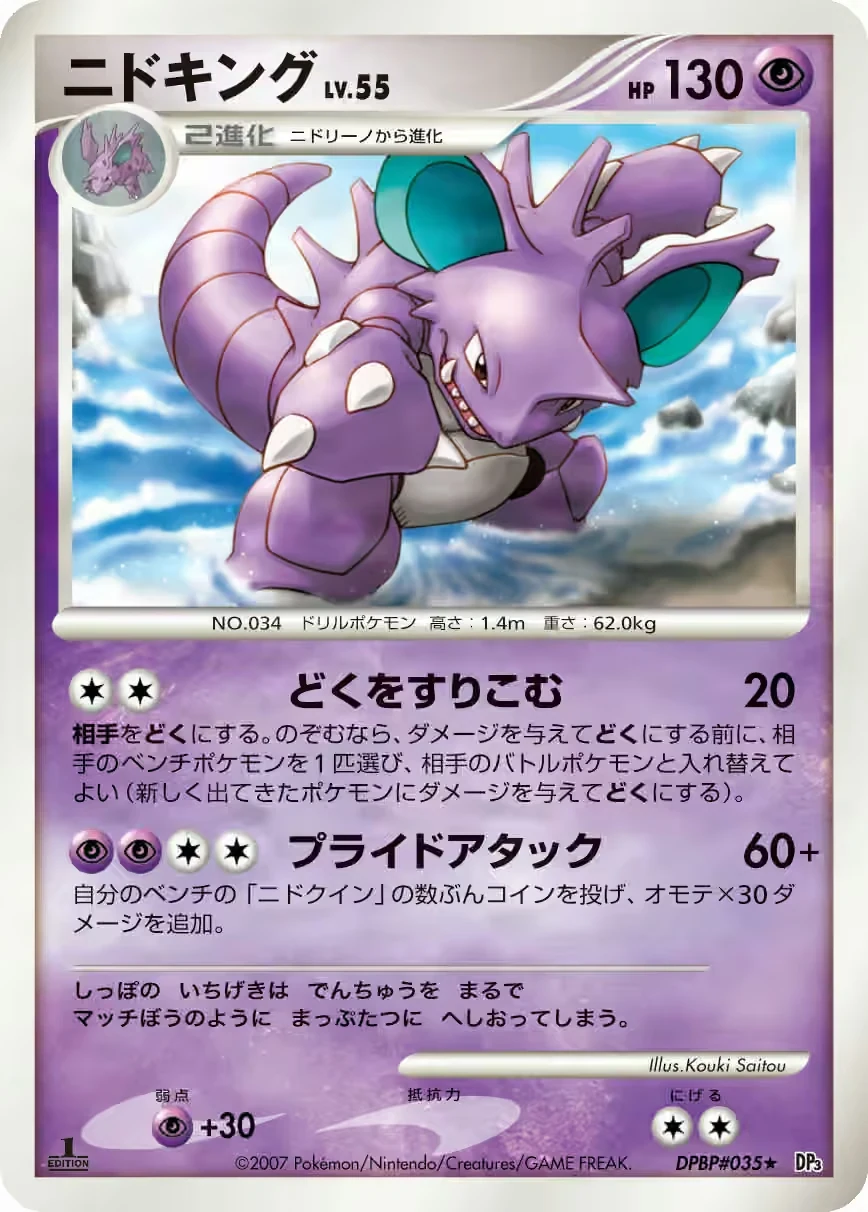 ニドキング LV.55 HP 130
2進化 ニドリーノから進化
NO.034 ドリルポケモン 高さ:1.4m 重さ:62.0kg
どくをすりこむ 20
相手をどくにする。のぞむなら、ダメージを与えてどくにする前に、相
手のベンチポケモンを1匹選び、相手のバトルポケモンと入れ替えて
よい(新しく出てきたポケモンにダメージを与えてどくにする)。
プライドアタック 60+
自分のベンチの「ニドクイン」の数ぶんコインを投げ、オモテ×30ダ
メージを追加。
しっぽの いちげきは でんちゅうを まるで
マッチぼうのように まっぷたつに へしおってしまう。
Illus.Kouki Saitou
弱点 抵抗力 にげる
+30
1
EDITION
©2007 Pokémon/Nintendo/Creatures/GAME FREAK. DPBP#035★ DP3